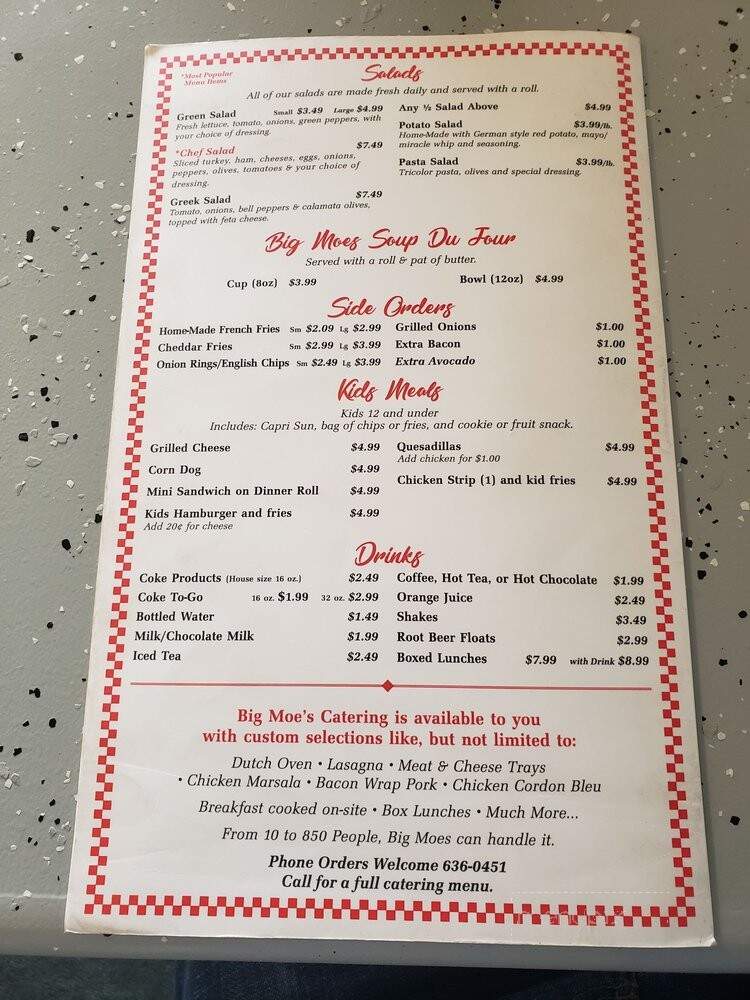 *Most Popular
Menu Items
Salads
All of our salads are made fresh daily and served with a roll.
Green Salad Small $3.49 Large $4.99
Fresh lettuce, tomato, onions, green peppers, with
your choice of dressing.
*Chef Salad $7.49
Sliced turkey, ham, cheeses, eggs, onions,
peppers, olives, tomatoes & your choice of
dressing.
Greek Salad $7.49
Tomato, onions, bell peppers & calamata olives,
topped with feta cheese.
Any ½ Salad Above $4.99
Potato Salad $3.99/lb.
Home-Made with German style red potato, mayo/
miracle whip and seasoning.
Pasta Salad $3.99/lb.
Tricolor pasta, olives and special dressing.
Big Moes Soup Du Jour
Served with a roll & pat of butter.
Cup (8oz) $3.99 Bowl (12oz) $4.99
Side Orders
Home-Made French Fries Sm $2.09 Lg $2.99
Cheddar Fries Sm $2.99 Lg $3.99
Onion Rings/English Chips Sm $2.49 Lg $3.99
Grilled Onions $1.00
Extra Bacon $1.00
Extra Avocado $1.00
Kids Meals
Kids 12 and under
Includes: Capri Sun, bag of chips or fries, and cookie or fruit snack.
Grilled Cheese $4.99
Corn Dog $4.99
Mini Sandwich on Dinner Roll $4.99
Kids Hamburger and fries $4.99
Add 20¢ for cheese
Quesadillas $4.99
Add chicken for $1.00
Chicken Strip (1) and kid fries $4.99
Drinks
Coke Products (House size 16 oz.) $2.49
Coke To-Go 16 oz. $1.99 32 oz. $2.99
Bottled Water $1.49
Milk/Chocolate Milk $1.99
Iced Tea $2.49
Coffee, Hot Tea, or Hot Chocolate $1.99
Orange Juice $2.49
Shakes $3.49
Root Beer Floats $2.99
Boxed Lunches $7.99 with Drink $8.99
Big Moe's Catering is available to you
with custom selections like, but not limited to:
Dutch Oven • Lasagna • Meat & Cheese Trays
• Chicken Marsala • Bacon Wrap Pork • Chicken Cordon Bleu
Breakfast cooked on-site • Box Lunches • Much More...
From 10 to 850 People, Big Moes can handle it.
Phone Orders Welcome 636-0451
Call for a full catering menu.